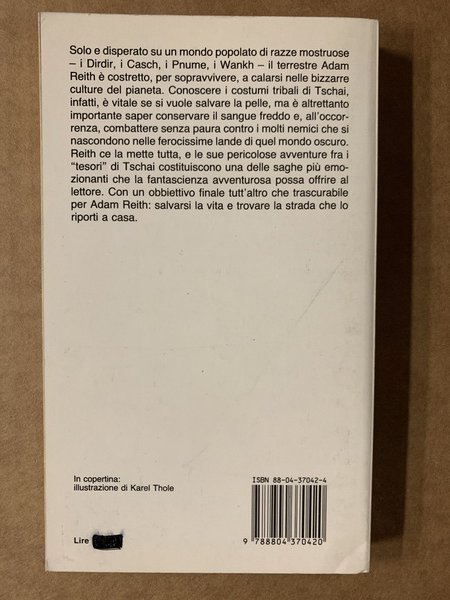 Solo e disperato su un mondo popolato di razze mostruose
– i Dirdir, i Casch, i Pnume, i Wankh – il terrestre Adam
Reith è costretto, per sopravvivere, a calarsi nelle bizzarre
culture del pianeta. Conoscere i costumi tribali di Tschai,
infatti, è vitale se si vuole salvare la pelle, ma è altrettanto
importante saper conservare il sangue freddo e, all'occor-
renza, combattere senza paura contro i molti nemici che si
nascondono nelle ferocissime lande di quel mondo oscuro.
Reith ce la mette tutta, e le sue pericolose avventure fra i
“tesori” di Tschai costituiscono una delle saghe più emo-
zionanti che la fantascienza avventurosa possa offrire al
lettore. Con un obbiettivo finale tutt'altro che trascurabile
per Adam Reith: salvarsi la vita e trovare la strada che lo
riporti a casa.
In copertina:
illustrazione di Karel Thole
Lire
ISBN 88-04-37042-4
9 788804 370420